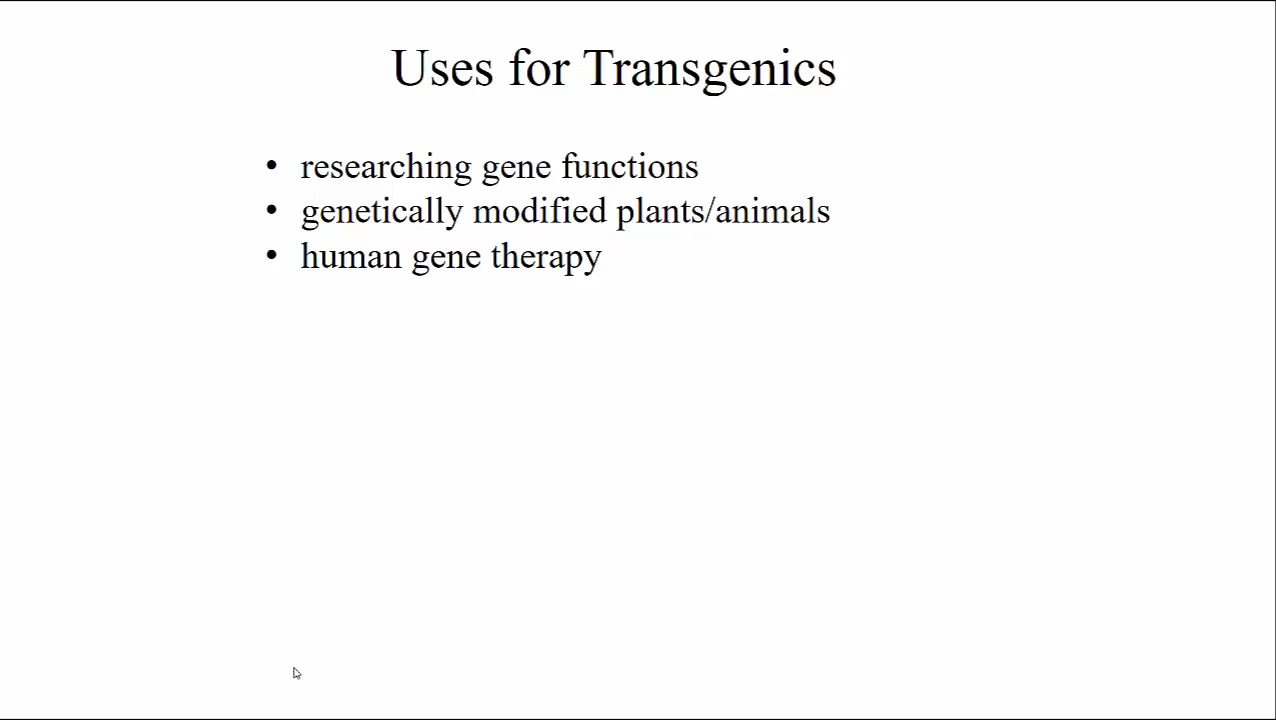 Uses for Transgenics
• researching gene functions
• genetically modified plants/animals
• human gene therapy